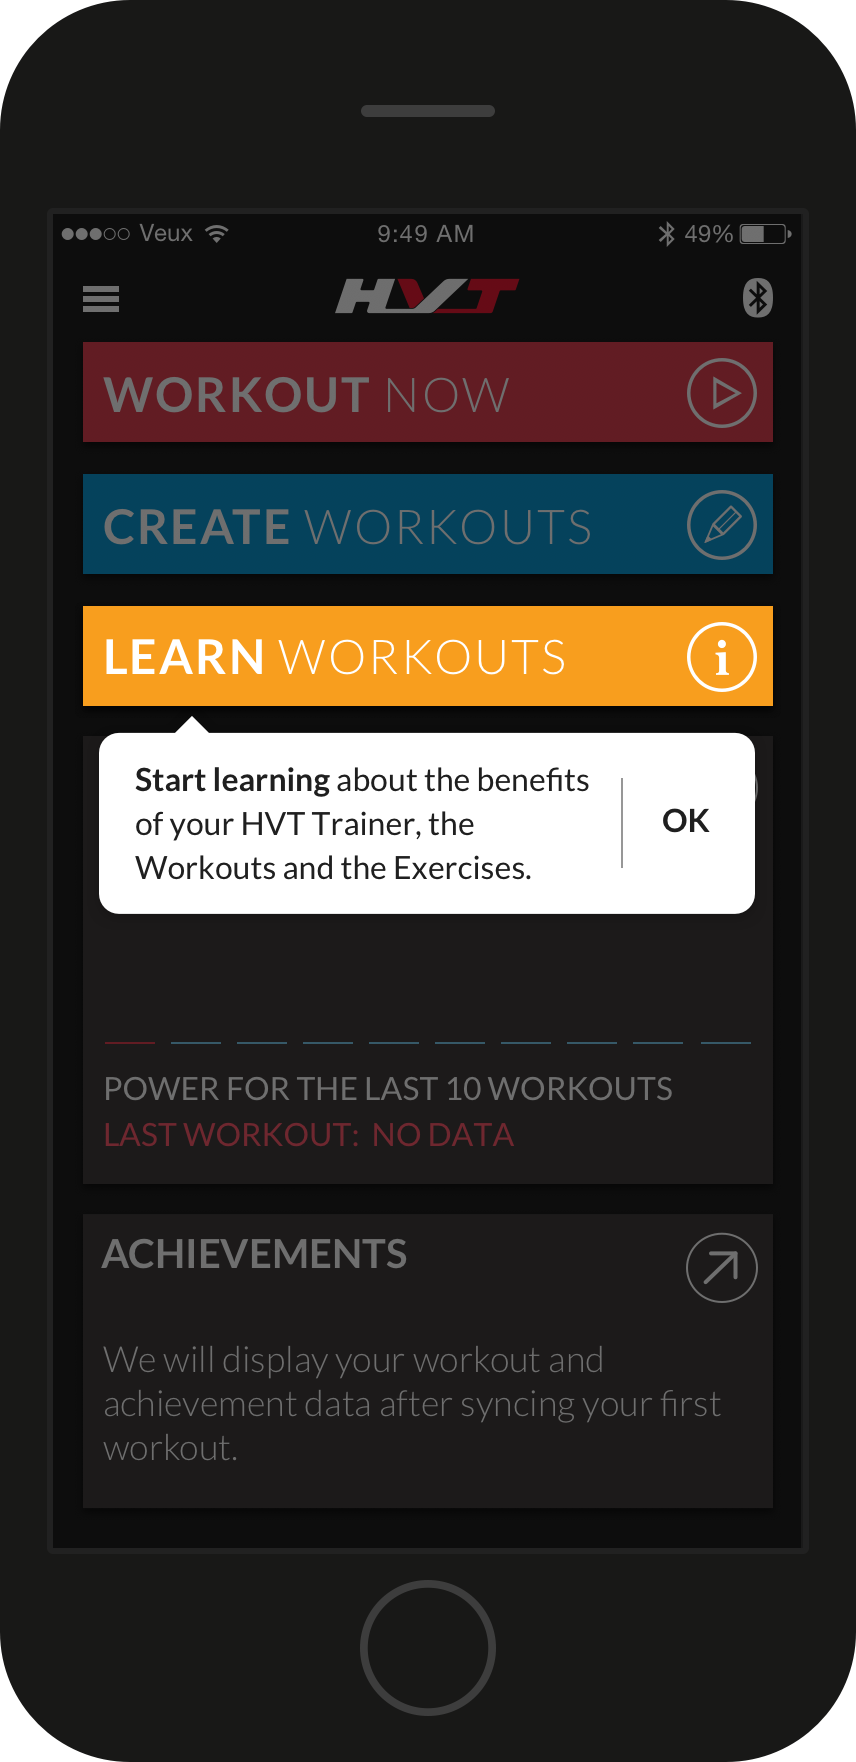 Veux 9:49 AM 49%
HVT
WORKOUT NOW
CREATE WORKOUTS
LEARN WORKOUTS
Start learning about the benefits
of your HVT Trainer, the
Workouts and the Exercises.
OK
POWER FOR THE LAST 10 WORKOUTS
LAST WORKOUT: NO DATA
ACHIEVEMENTS
We will display your workout and
achievement data after syncing your first
workout.